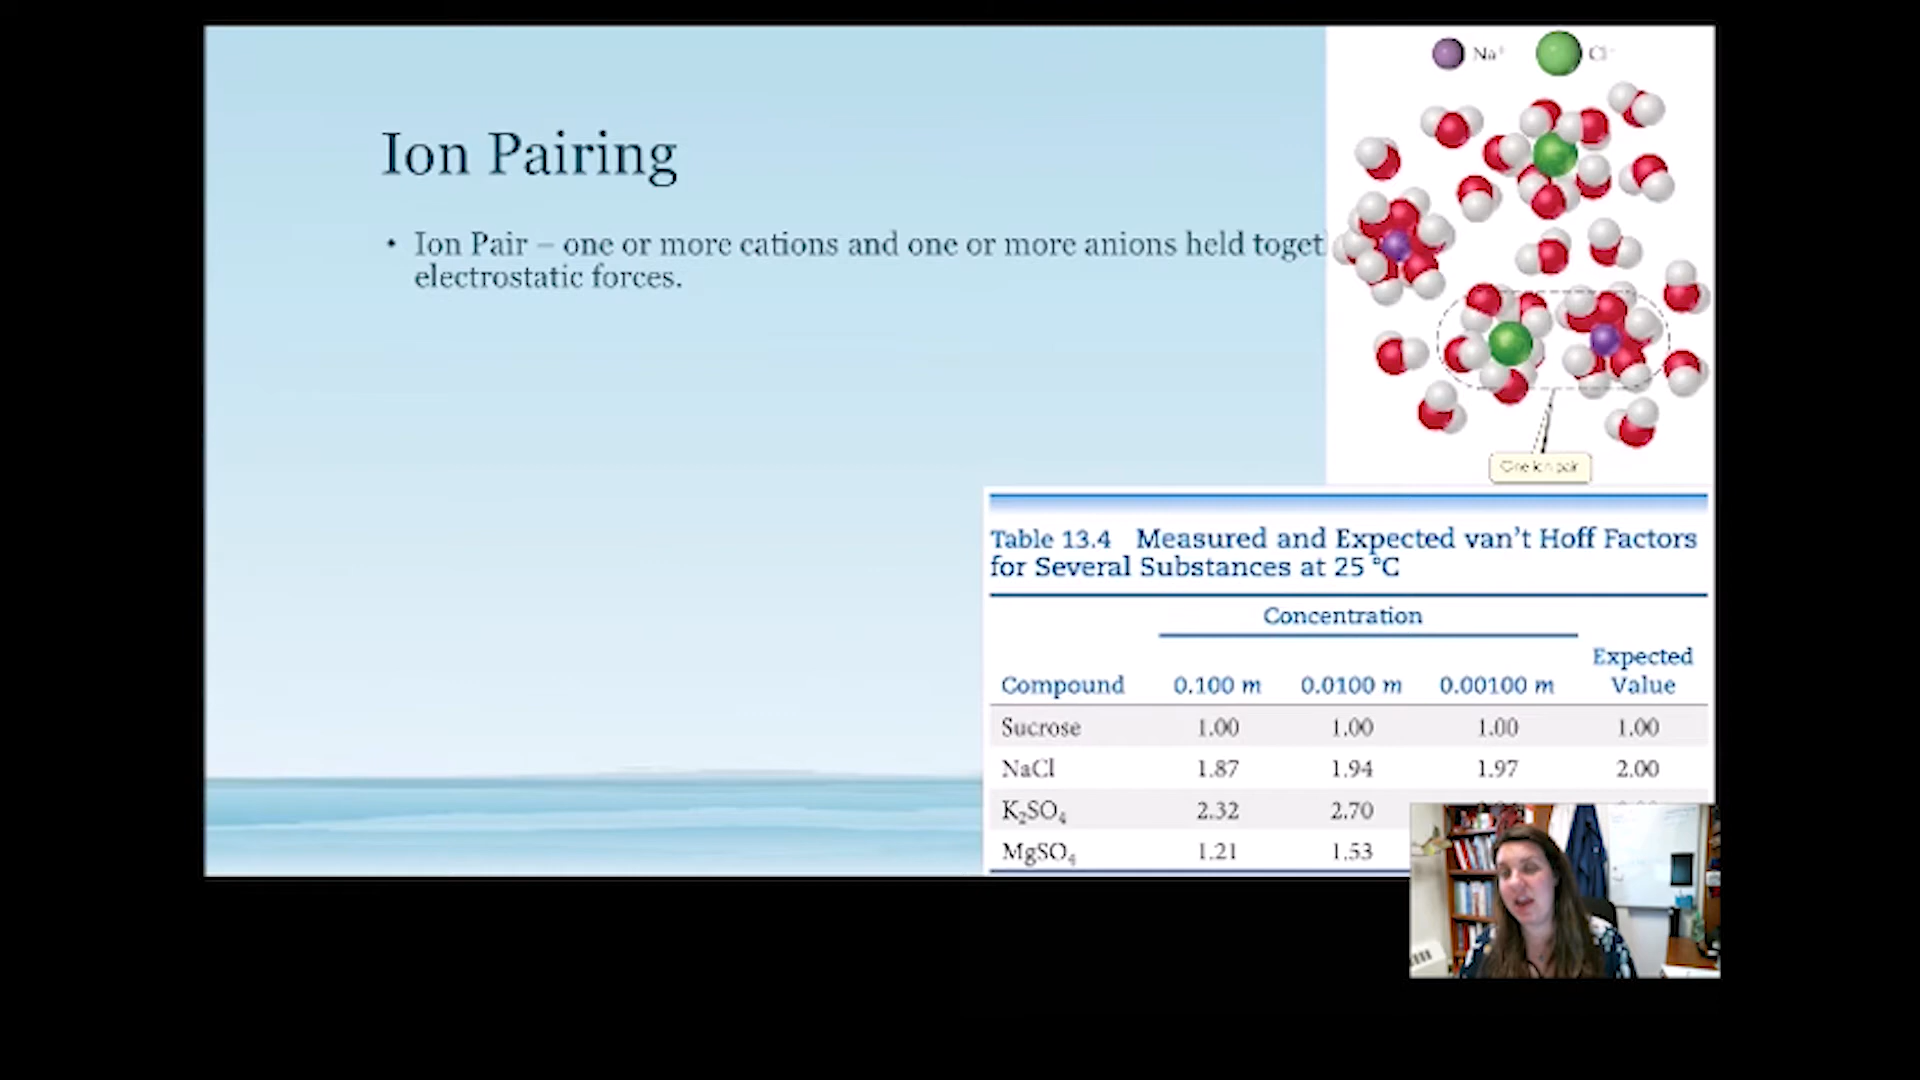 Na⁺ Cl⁻
Ion Pairing
• Ion Pair – one or more cations and one or more anions held
electrostatic forces.
One ion pair
Table 13.4 Measured and Expected van't Hoff Factors
for Several Substances at 25 °C
Concentration
Expected
Compound 0.100 m 0.0100 m 0.00100 m Value
Sucrose 1.00 1.00 1.00 1.00
NaCl 1.87 1.94 1.97 2.00
K₂SO₄ 2.32 2.70
MgSO₄ 1.21 1.53